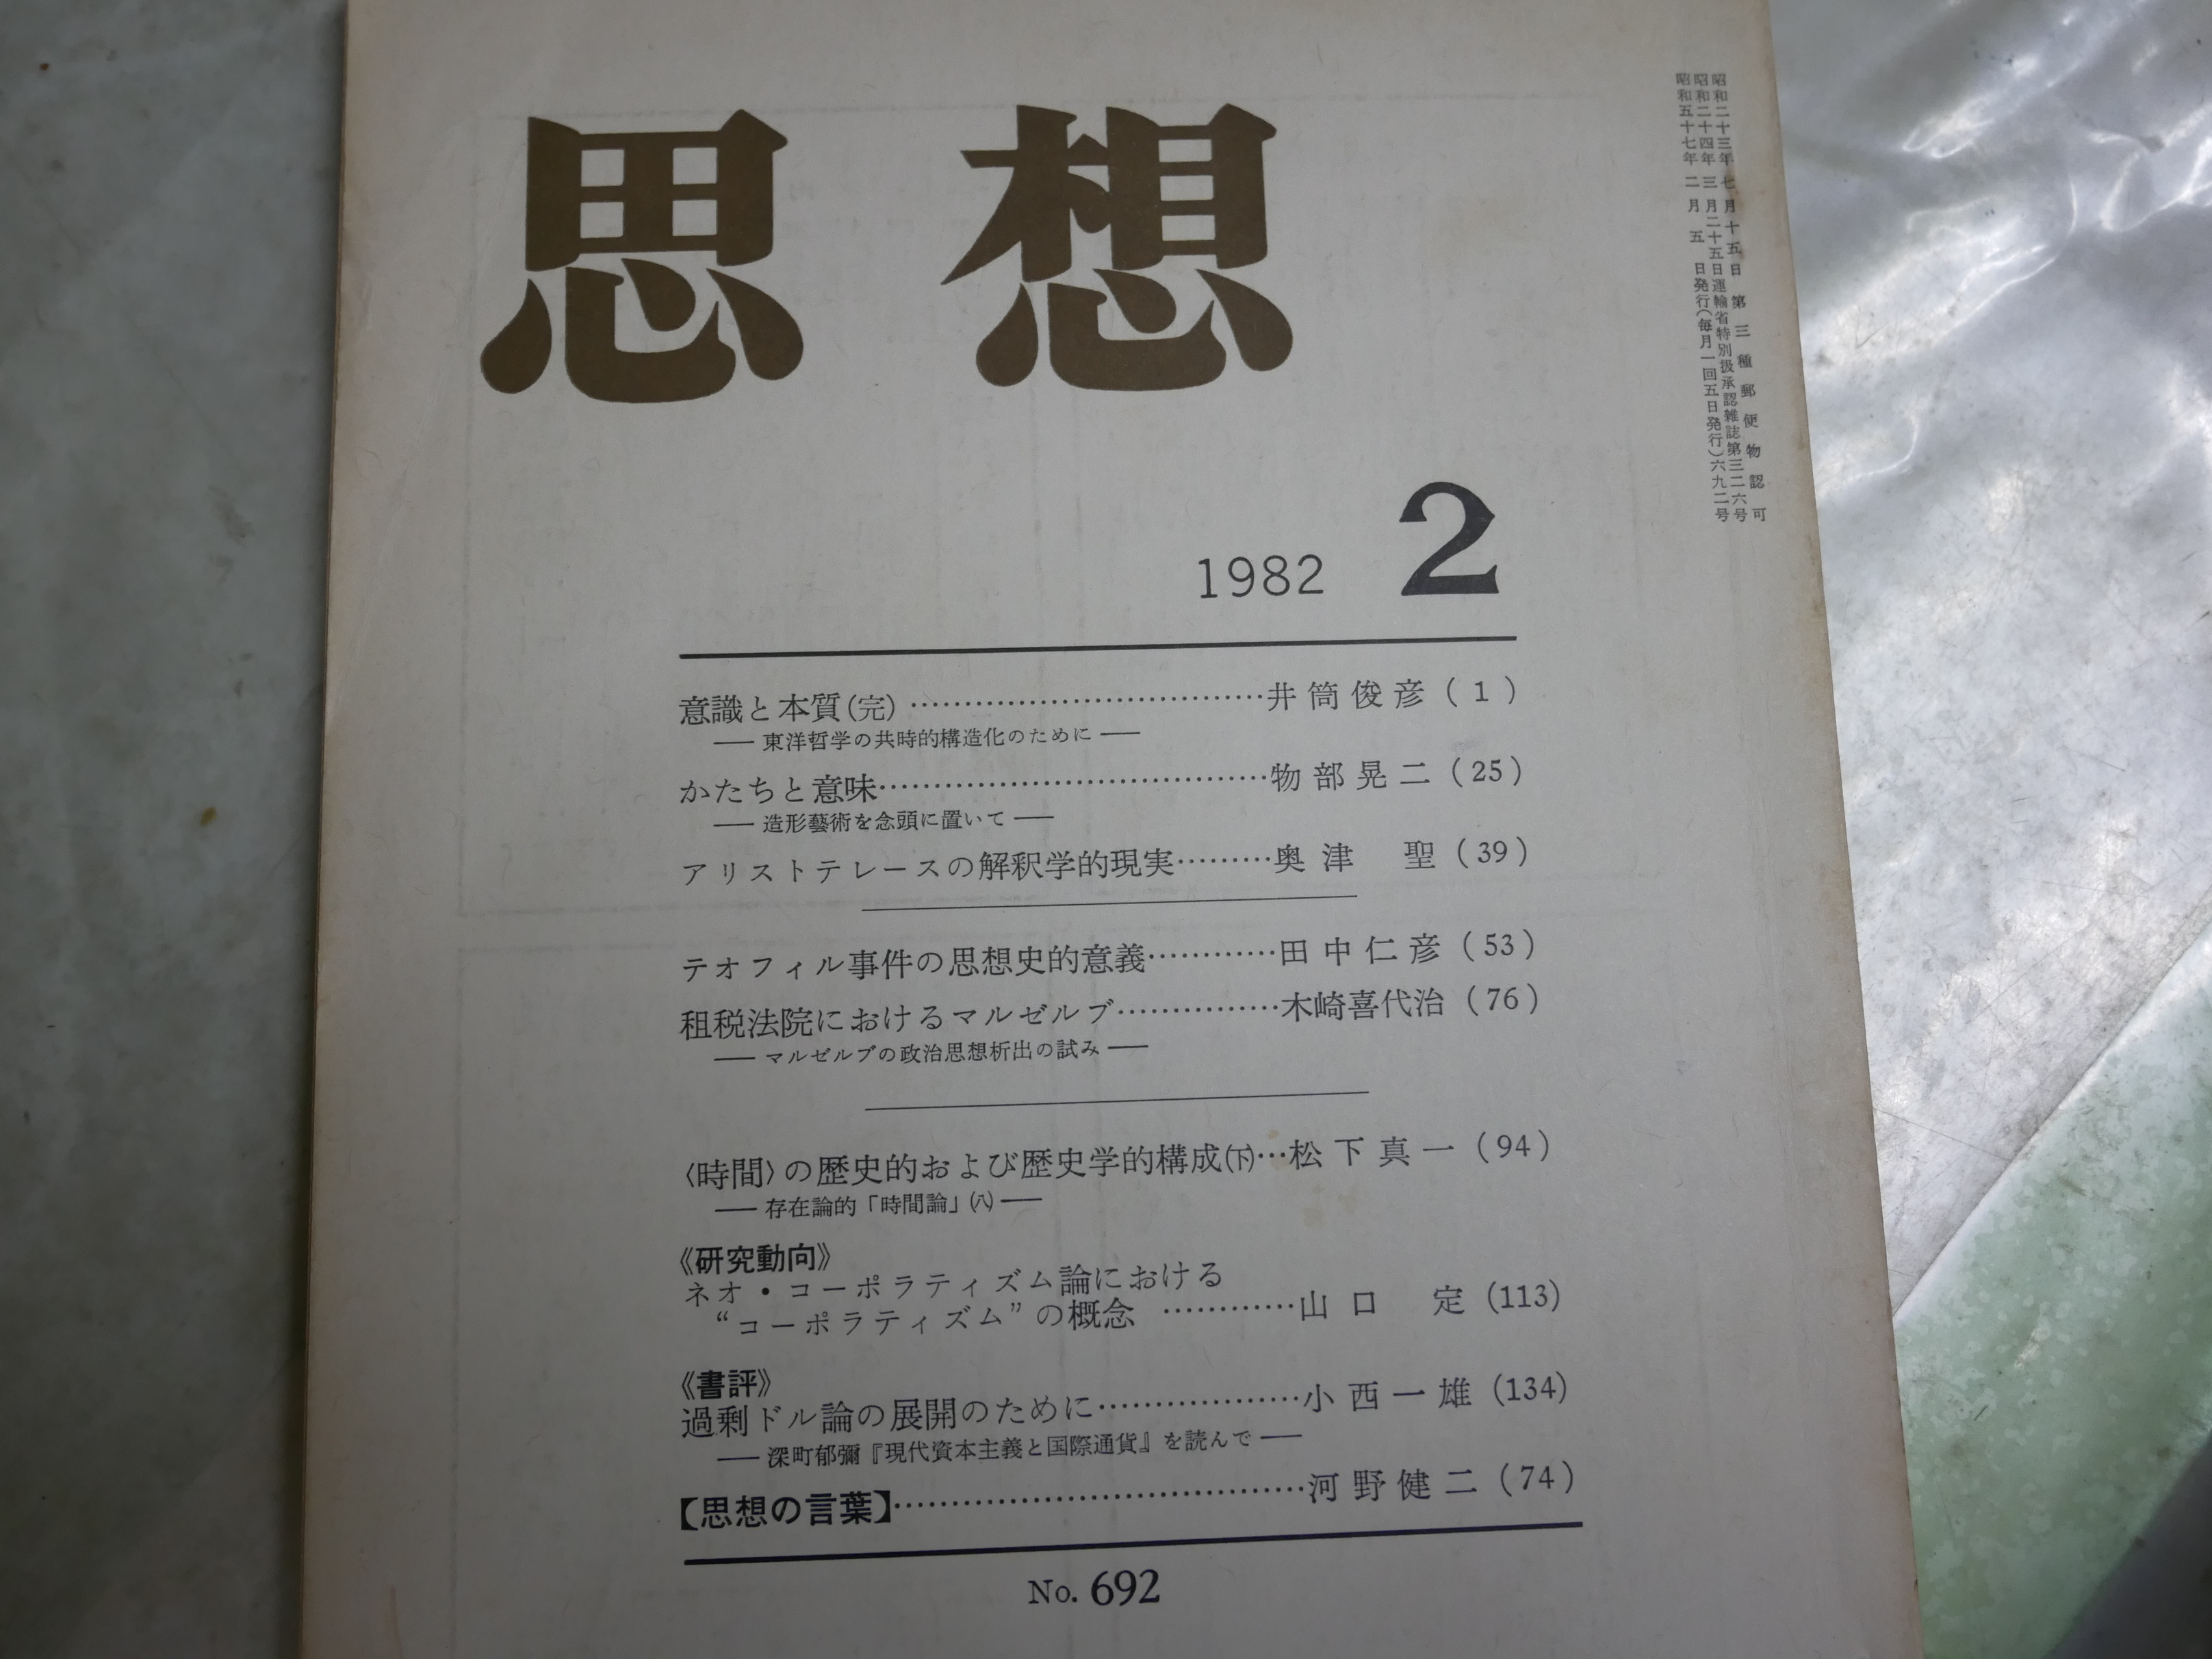 思想
1982 2
昭和二十三年七月十五日第三種郵便物認可
昭和二十四年三月二十五日運輸省特別扱承認雑誌第三二六号
昭和五十七年二月五日発行(毎月一回五日発行)六九二号
意識と本質(完)…………………………………井筒俊彦(1)
―― 東洋哲学の共時的構造化のために ――
かたちと意味……………………………………物部晃二(25)
―― 造形藝術を念頭に置いて ――
アリストテレースの解釈学的現実………奥津 聖(39)
テオフィル事件の思想史的意義…………田中仁彦(53)
租税法院におけるマルゼルブ……………木崎喜代治(76)
―― マルゼルブの政治思想析出の試み ――
〈時間〉の歴史的および歴史学的構成(下)…松下真一(94)
―― 存在論的「時間論」(八) ――
《研究動向》
ネオ・コーポラティズム論における
“コーポラティズム”の概念 …………山口 定(113)
《書評》
過剰ドル論の展開のために………………小西一雄(134)
―― 深町郁彌『現代資本主義と国際通貨』を読んで ――
【思想の言葉】……………………………………河野健二(74)
No. 692